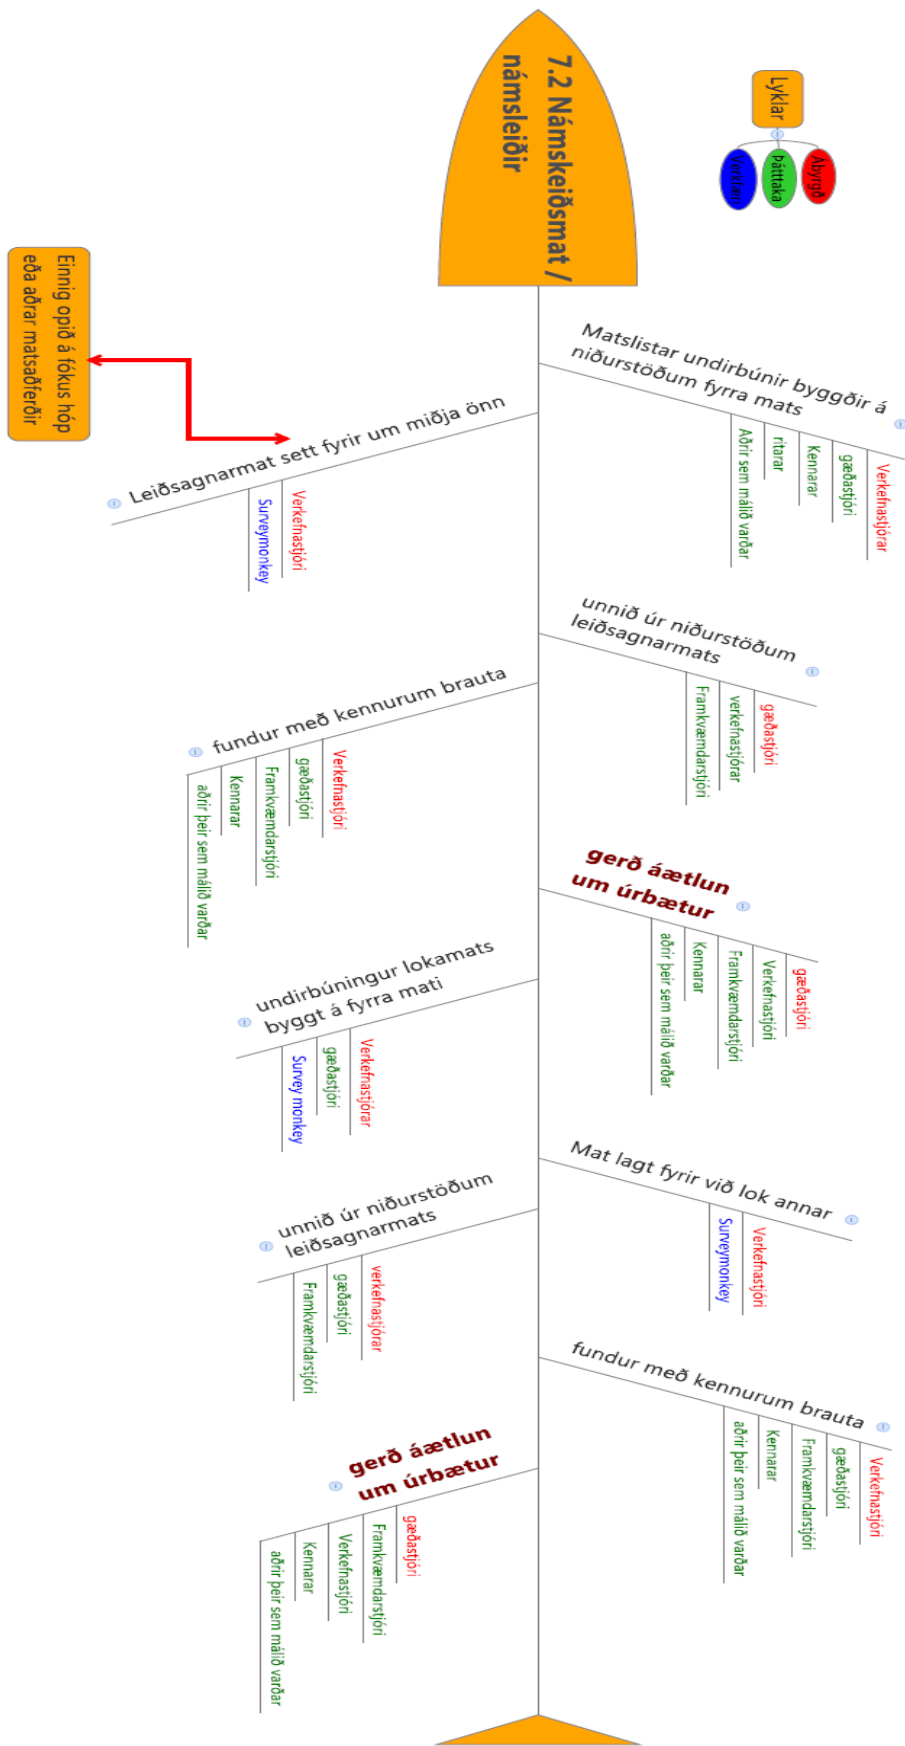 7.2 Námskeiðsmat /
námsleiðir
Lyklar
Ábyrgð
Þátttaka
Verkfæri
Matslistar undirbúnir byggðir á
niðurstöðum fyrra mats
Verkefnastjórar
gæðastjóri
Kennarar
ritarar
Aðrir sem málið varðar
Leiðsagnarmat sett fyrir um miðja önn
Verkefnastjóri
Surveymonkey
Einnig opið á fókus hóp
eða aðrar matsaðferðir
unnið úr niðurstöðum
leiðsagnarmats
gæðastjóri
verkefnastjórar
Framkvæmdarstjóri
fundur með kennurum brauta
Verkefnastjóri
gæðastjóri
Framkvæmdarstjóri
Kennarar
aðrir þeir sem málið varðar
gerð áætlun
um úrbætur
gæðastjóri
Verkefnastjóri
Framkvæmdarstjóri
Kennarar
aðrir þeir sem málið varðar
undirbúningur lokamats
byggt á fyrra mati
Verkefnastjórar
gæðastjóri
Survey monkey
Mat lagt fyrir við lok annar
Verkefnastjóri
Surveymonkey
unnið úr niðurstöðum
leiðsagnarmats
verkefnastjórar
gæðastjóri
Framkvæmdarstjóri
fundur með kennurum brauta
Verkefnastjóri
gæðastjóri
Framkvæmdarstjóri
Kennarar
aðrir þeir sem málið varðar
gerð áætlun
um úrbætur
gæðastjóri
Framkvæmdarstjóri
Verkefnastjóri
Kennarar
aðrir þeir sem málið varðar